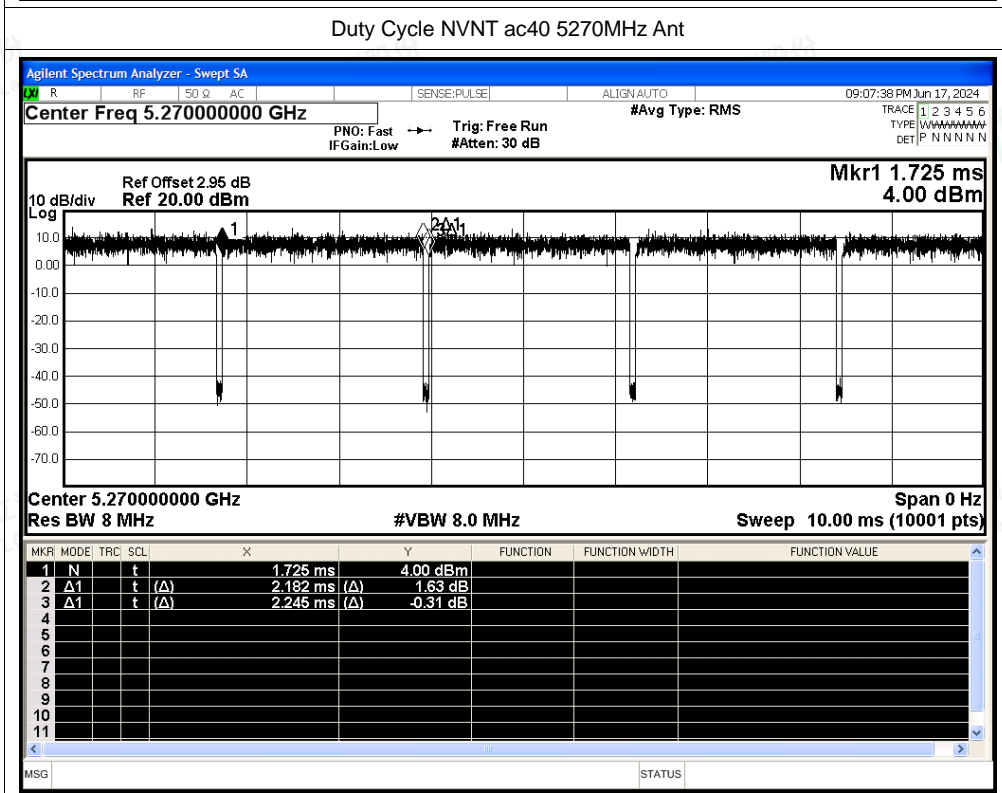 Duty Cycle NVNT ac40 5270MHz Ant
Agilent Spectrum Analyzer - Swept SA
LXI R RF 50 Ω AC SENSE:PULSE ALIGN AUTO 09:07:38 PM Jun 17, 2024
Center Freq 5.270000000 GHz #Avg Type: RMS TRACE 1 2 3 4 5 6
PNO: Fast Trig: Free Run TYPE WWWWWW
IFGain:Low #Atten: 30 dB DET P N N N N N
Mkr1 1.725 ms
Ref Offset 2.95 dB
10 dB/div Ref 20.00 dBm 4.00 dBm
Log
1 2Δ1 3Δ1
10.0
0.00
-10.0
-20.0
-30.0
-40.0
-50.0
-60.0
-70.0
Center 5.270000000 GHz Span 0 Hz
Res BW 8 MHz #VBW 8.0 MHz Sweep 10.00 ms (10001 pts)
MKR MODE TRC SCL X Y FUNCTION FUNCTION WIDTH FUNCTION VALUE
1 N t 1.725 ms 4.00 dBm
2 Δ1 t (Δ) 2.182 ms (Δ) 1.63 dB
3 Δ1 t (Δ) 2.245 ms (Δ) -0.31 dB
4
5
6
7
8
9
10
11
MSG STATUS